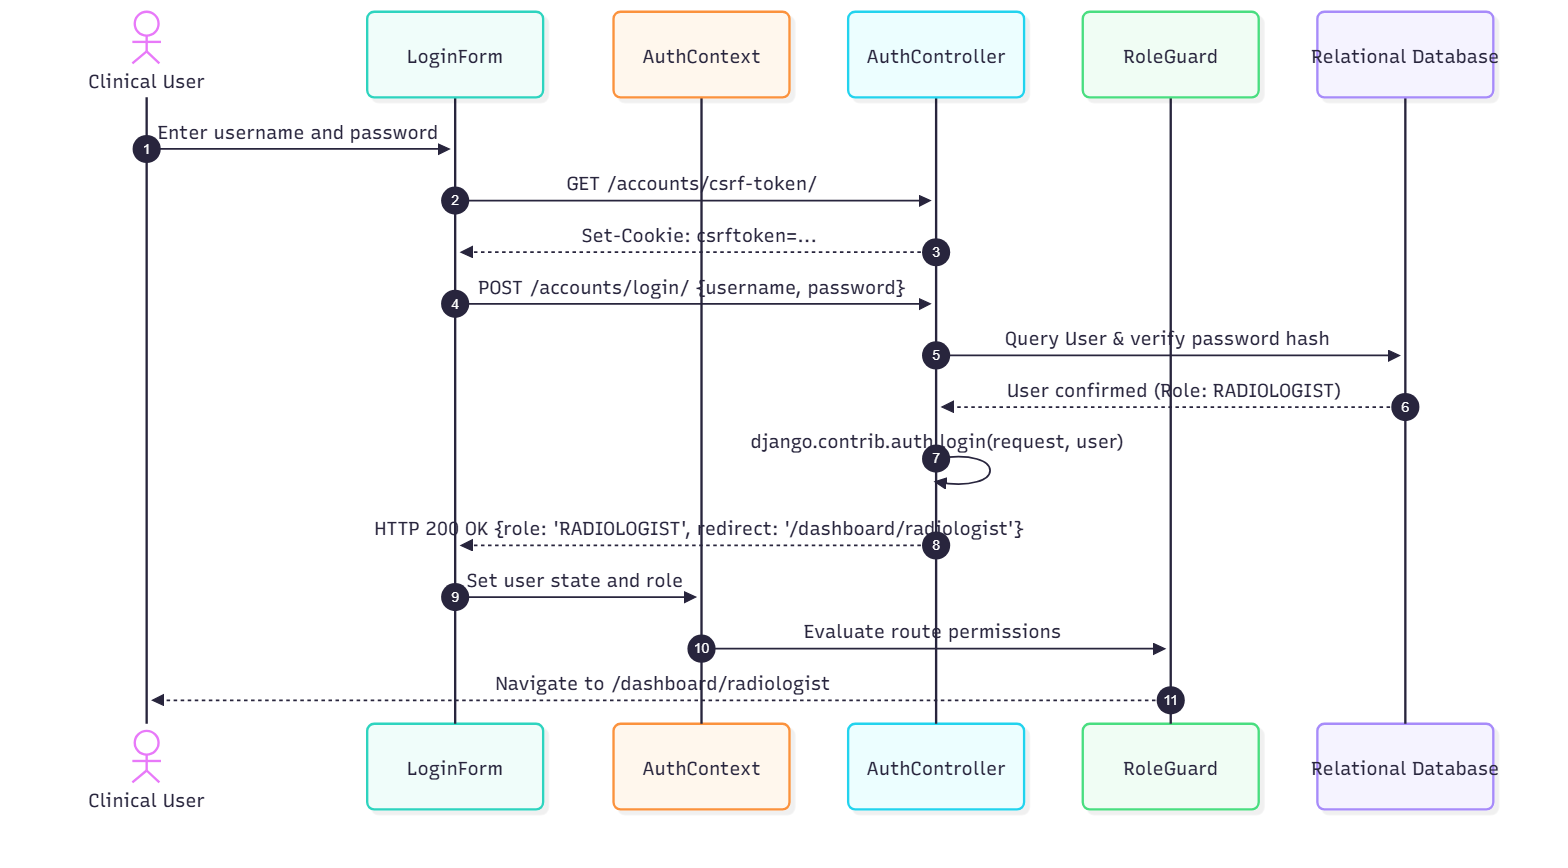 Clinical User
LoginForm
AuthContext
AuthController
RoleGuard
Relational Database
1
Enter username and password
2
GET /accounts/csrf-token/
Set-Cookie: csrftoken=...
3
4
POST /accounts/login/ {username, password}
5
Query User & verify password hash
User confirmed (Role: RADIOLOGIST)
6
django.contrib.auth.login(request, user)
7
HTTP 200 OK {role: 'RADIOLOGIST', redirect: '/dashboard/radiologist'}
8
9
Set user state and role
10
Evaluate route permissions
Navigate to /dashboard/radiologist
11
Clinical User
LoginForm
AuthContext
AuthController
RoleGuard
Relational Database